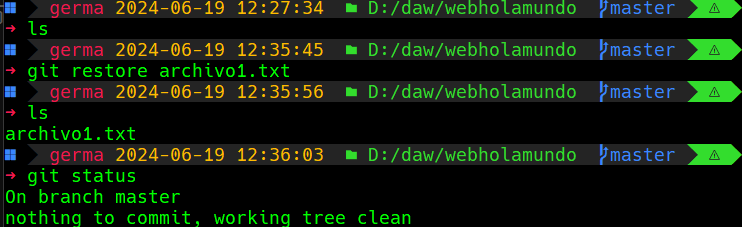 germa 2024-06-19 12:27:34 D:/daw/webholamundo master
→ ls
germa 2024-06-19 12:35:45 D:/daw/webholamundo master
→ git restore archivo1.txt
germa 2024-06-19 12:35:56 D:/daw/webholamundo master
→ ls
archivo1.txt
germa 2024-06-19 12:36:03 D:/daw/webholamundo master
→ git status
On branch master
nothing to commit, working tree clean